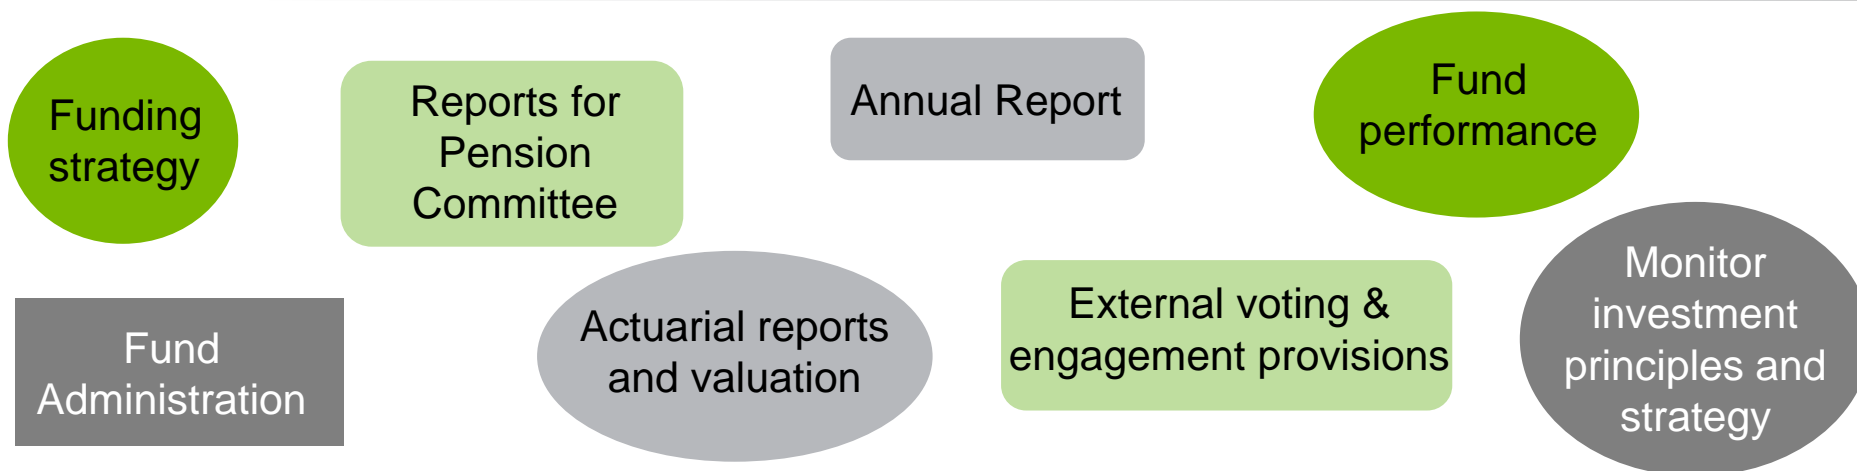 Funding
strategy
Reports for
Pension
Committee
Annual Report
Fund
performance
Fund
Administration
Actuarial reports
and valuation
External voting &
engagement provisions
Monitor
investment
principles and
strategy